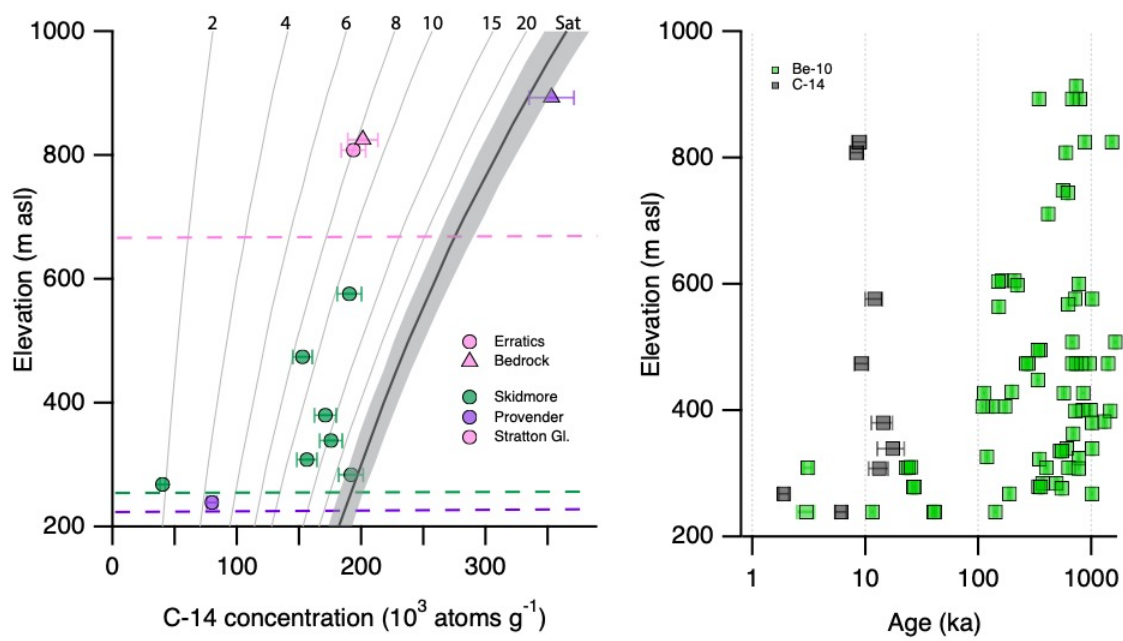 2 4 6 8 10 15 20 Sat
1000
800
600
400
200
Elevation (m asl)
Erratics
Bedrock
Skidmore
Provender
Stratton Gl.
0 100 200 300
C-14 concentration (10³ atoms g⁻¹)
1000
800
600
400
200
Elevation (m asl)
Be-10
C-14
1 10 100 1000
Age (ka)